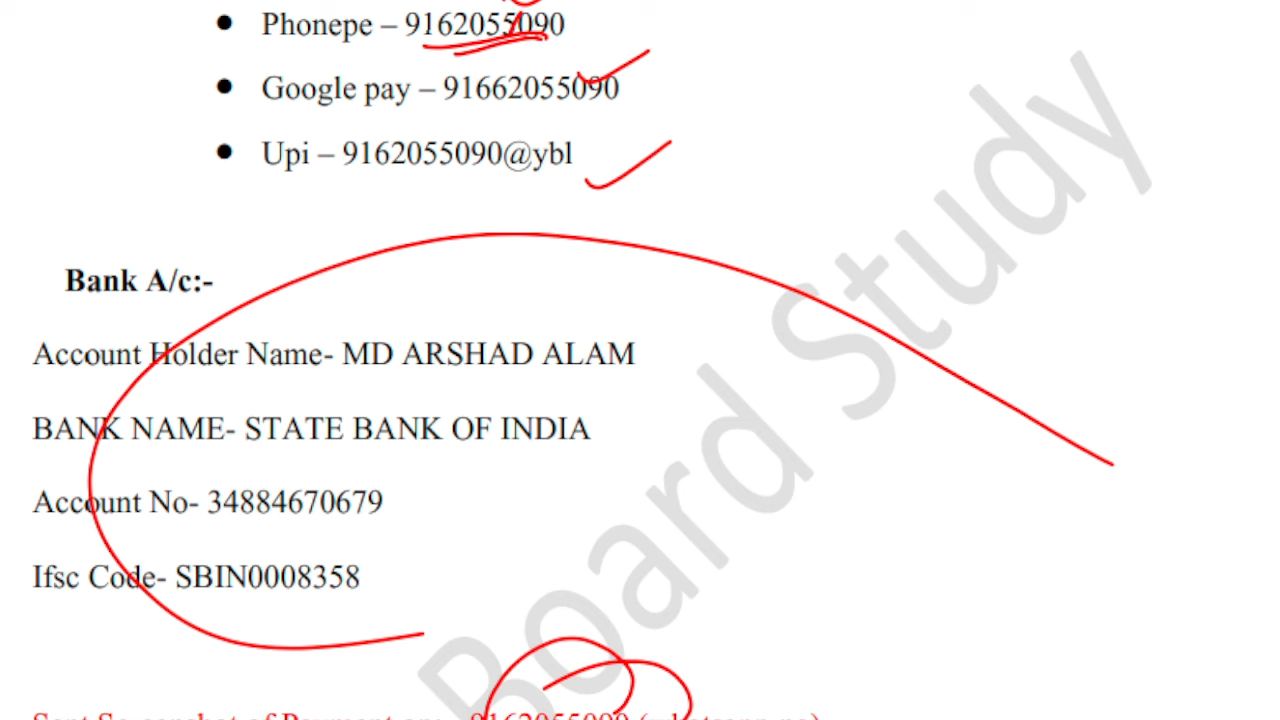 ● Phonepe – 9162055090
● Google pay – 91662055090
● Upi – 9162055090@ybl
Bank A/c:-
Account Holder Name- MD ARSHAD ALAM
BANK NAME- STATE BANK OF INDIA
Account No- 34884670679
Ifsc Code- SBIN0008358
Board Study